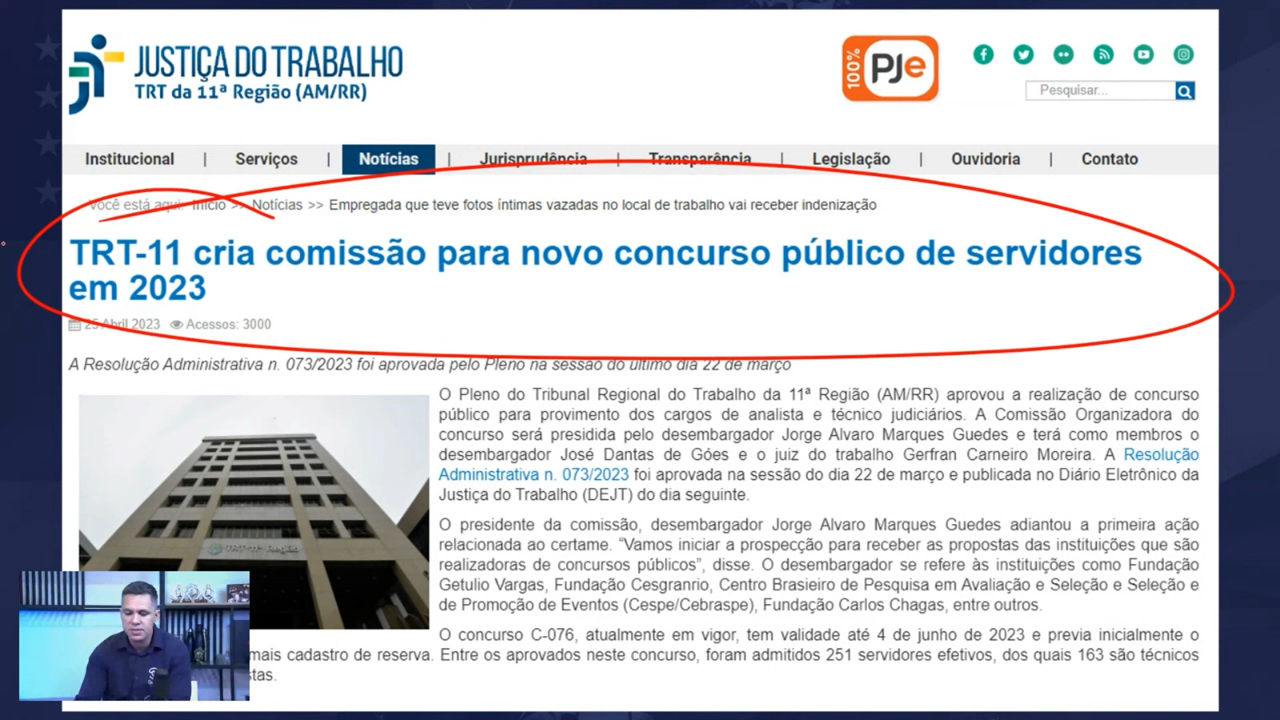 JUSTIÇA DO TRABALHO
TRT da 11ª Região (AM/RR)
100%
PJe
Pesquisar...
Institucional | Serviços | Notícias | Jurisprudência | Transparência | Legislação | Ouvidoria | Contato
Você está aqui: Início >> Notícias >> Empregada que teve fotos íntimas vazadas no local de trabalho vai receber indenização
TRT-11 cria comissão para novo concurso público de servidores
em 2023
25 Abril 2023 Acessos: 3000
A Resolução Administrativa n. 073/2023 foi aprovada pelo Pleno na sessão do último dia 22 de março
O Pleno do Tribunal Regional do Trabalho da 11ª Região (AM/RR) aprovou a realização de concurso
público para provimento dos cargos de analista e técnico judiciários. A Comissão Organizadora do
concurso será presidida pelo desembargador Jorge Alvaro Marques Guedes e terá como membros o
desembargador José Dantas de Góes e o juiz do trabalho Gerfran Carneiro Moreira. A Resolução
Administrativa n. 073/2023 foi aprovada na sessão do dia 22 de março e publicada no Diário Eletrônico da
Justiça do Trabalho (DEJT) do dia seguinte.
O presidente da comissão, desembargador Jorge Alvaro Marques Guedes adiantou a primeira ação
relacionada ao certame. “Vamos iniciar a prospecção para receber as propostas das instituições que são
realizadoras de concursos públicos”, disse. O desembargador se refere às instituições como Fundação
Getulio Vargas, Fundação Cesgranrio, Centro Brasileiro de Pesquisa em Avaliação e Seleção e Seleção e
de Promoção de Eventos (Cespe/Cebraspe), Fundação Carlos Chagas, entre outros.
TRT-11ª Região
O concurso C-076, atualmente em vigor, tem validade até 4 de junho de 2023 e previa inicialmente o
mais cadastro de reserva. Entre os aprovados neste concurso, foram admitidos 251 servidores efetivos, dos quais 163 são técnicos
stas.